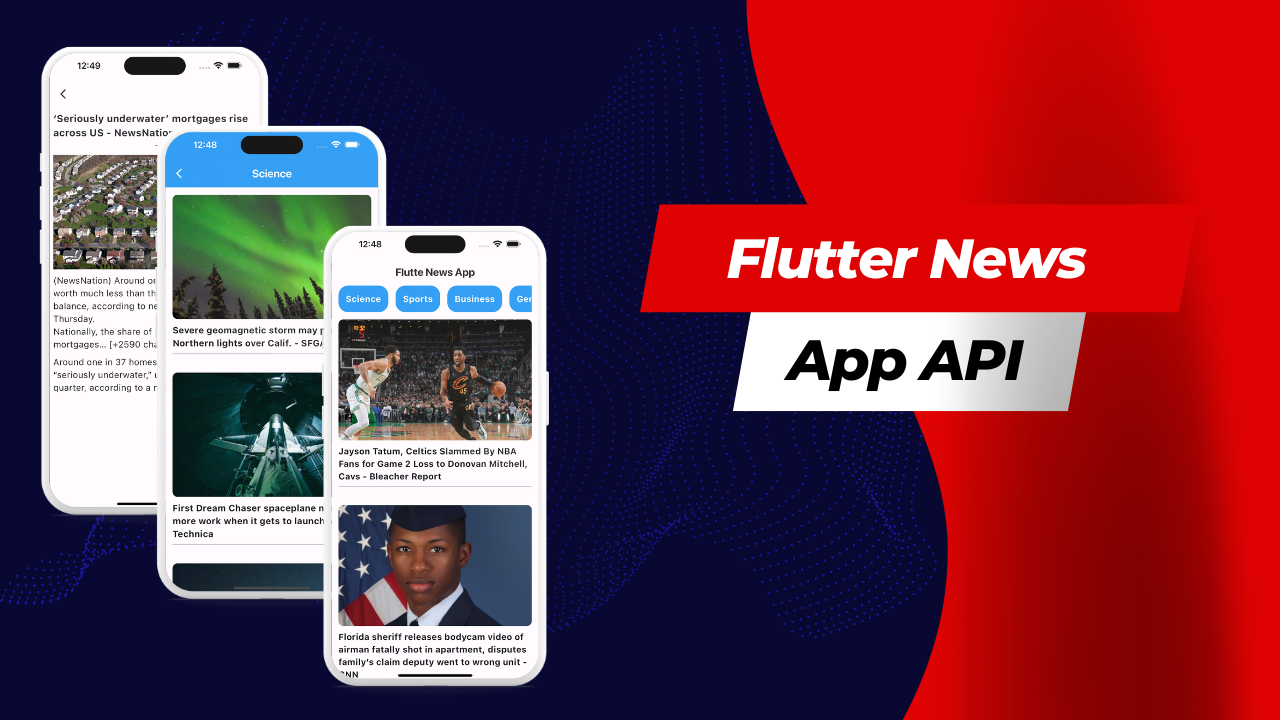 12:49
‘Seriously underwater’ mortgages rise
across US - NewsNation
(NewsNation) Around
worth much less than
balance, according to
Thursday.
Nationally, the share of
mortgages... [+2590
Around one in 37 homes
“seriously underwater,”
quarter, according to a
12:48
Science
Severe geomagnetic storm may
Northern lights over Calif. - SFGA
First Dream Chaser spaceplane
more work when it gets to launch
Technica
12:48
Flutte News App
Science
Sports
Business
Ger
Jayson Tatum, Celtics Slammed By NBA
Fans for Game 2 Loss to Donovan Mitchell,
Cavs - Bleacher Report
Florida sheriff releases bodycam video of
airman fatally shot in apartment, disputes
family's claim deputy went to wrong unit -
CNN
Flutter News
App API